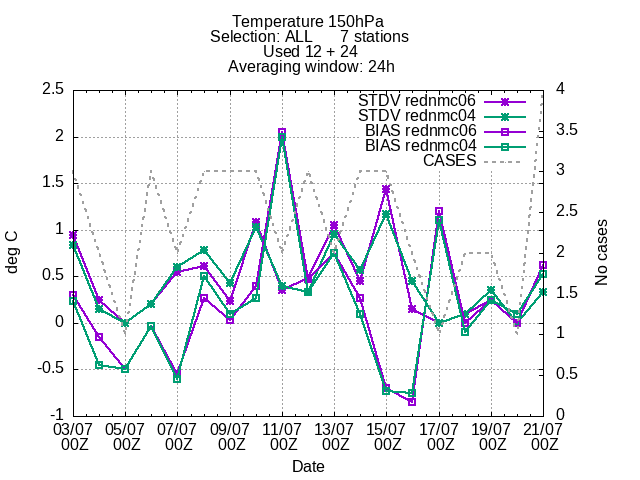 Temperature 150hPa
Selection: ALL 7 stations
Used 12 + 24
Averaging window: 24h
STDV rednmc06
STDV rednmc04
BIAS rednmc06
BIAS rednmc04
CASES
deg C
2.5
2
1.5
1
0.5
0
-0.5
-1
4
3.5
3
2.5
2
1.5
1
0.5
0
No cases
03/07 05/07 07/07 09/07 11/07 13/07 15/07 17/07 19/07 21/07
00Z 00Z 00Z 00Z 00Z 00Z 00Z 00Z 00Z 00Z
Date